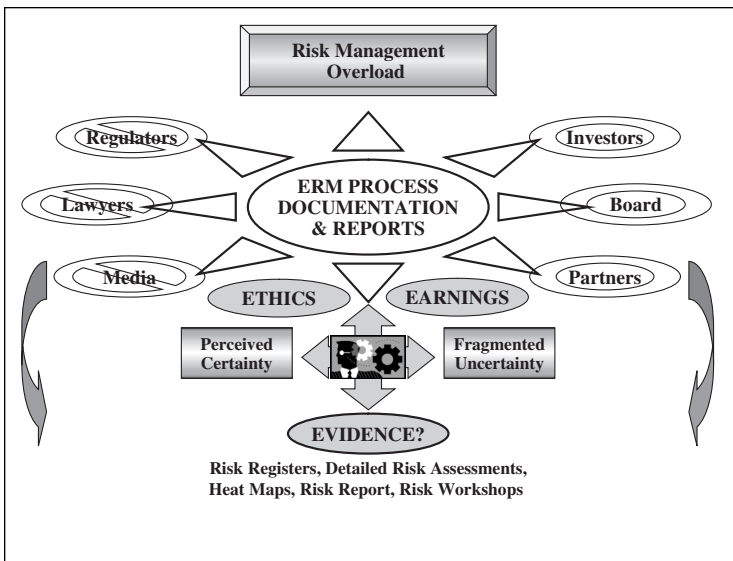 Risk Management
Overload
Regulators
Investors
ERM PROCESS
DOCUMENTATION
& REPORTS
Lawyers
Board
Media
Partners
ETHICS
EARNINGS
Perceived
Certainty
Fragmented
Uncertainty
EVIDENCE?
Risk Registers, Detailed Risk Assessments,
Heat Maps, Risk Report, Risk Workshops